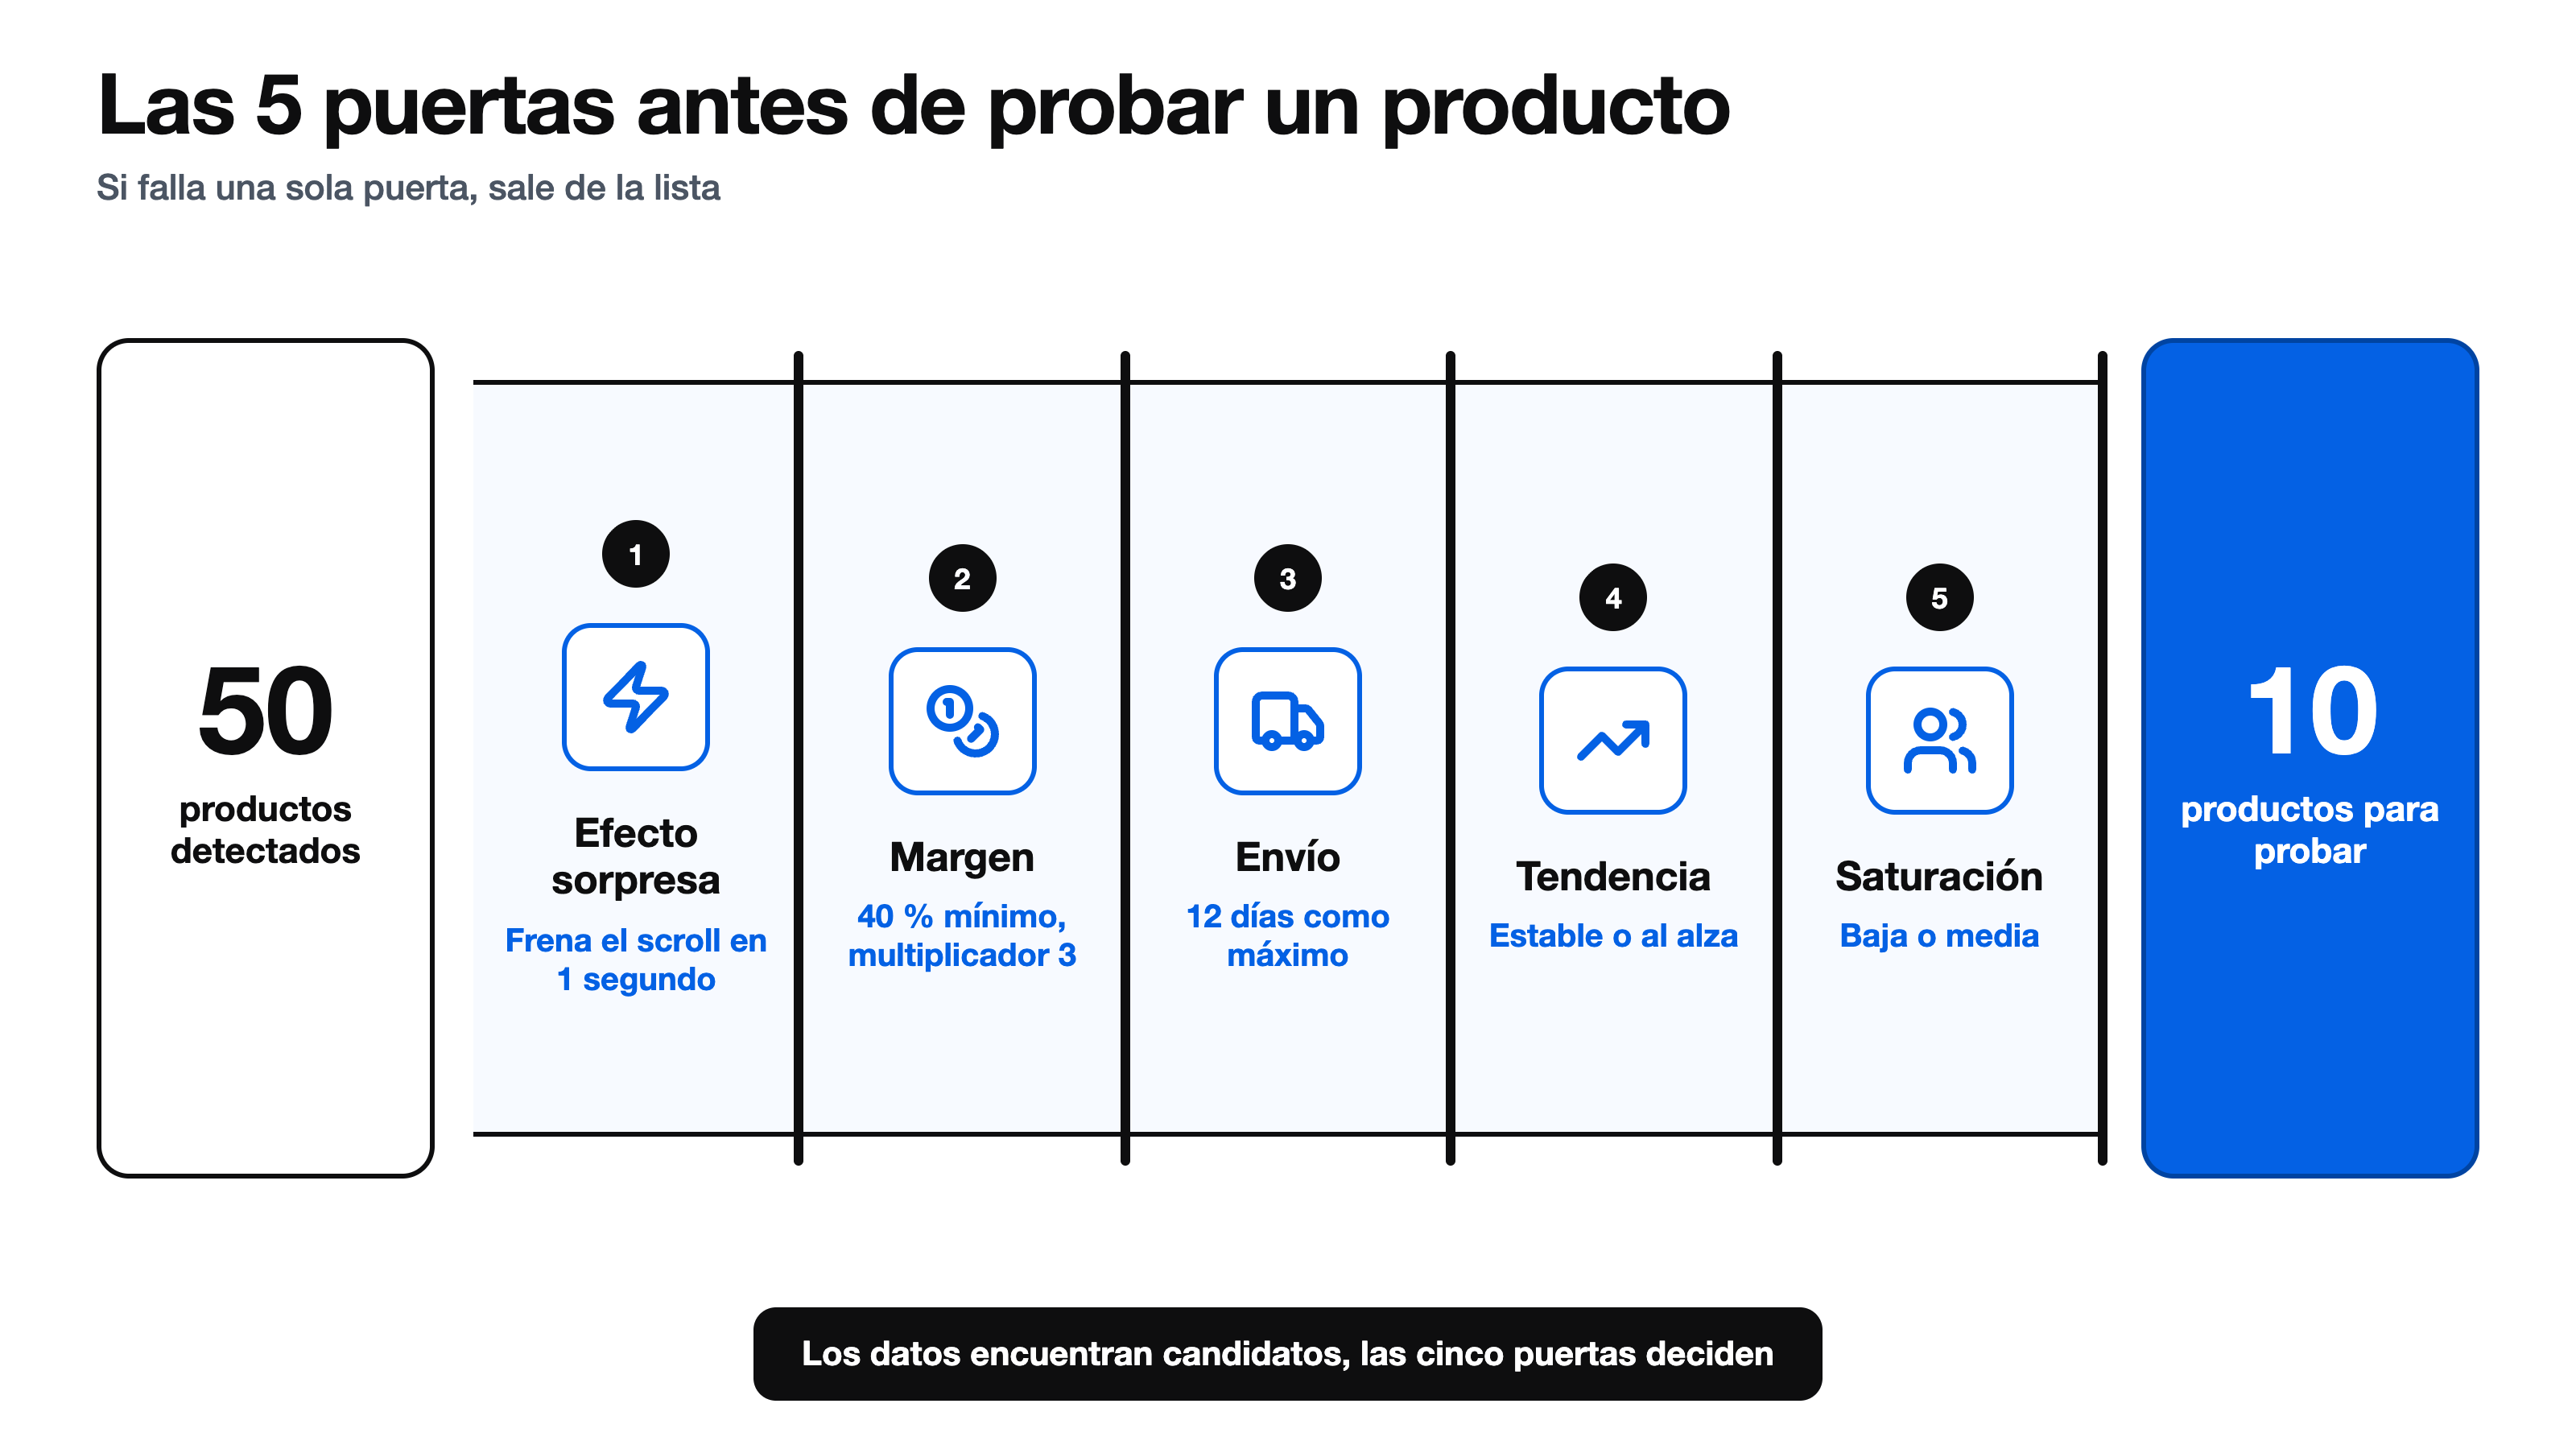 Las 5 puertas antes de probar un producto
Si falla una sola puerta, sale de la lista
50
productos
detectados
1
Efecto
sorpresa
Frena el scroll en
1 segundo
2
1
Margen
40 % mínimo,
multiplicador 3
3
Envío
12 días como
máximo
4
Tendencia
Estable o al alza
5
Saturación
Baja o media
10
productos para
probar
Los datos encuentran candidatos, las cinco puertas deciden